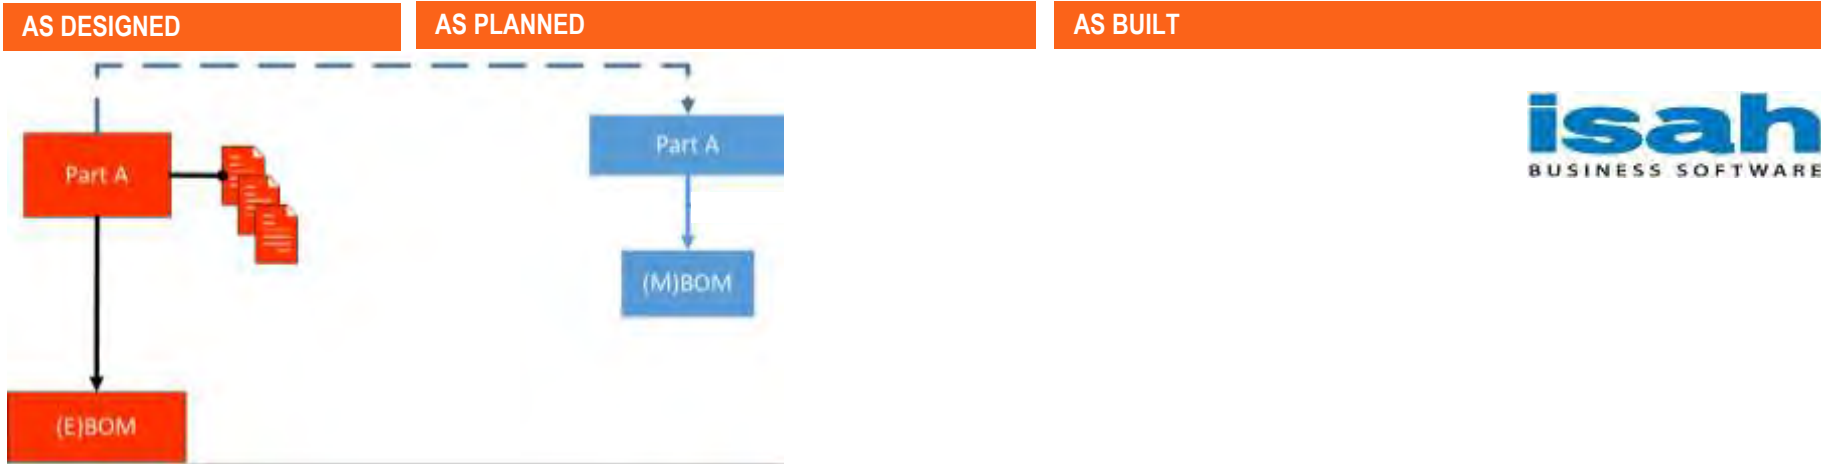 AS DESIGNED
AS PLANNED
AS BUILT
isah
BUSINESS SOFTWARE
Part A
Part A
(M)BOM
(E)BOM